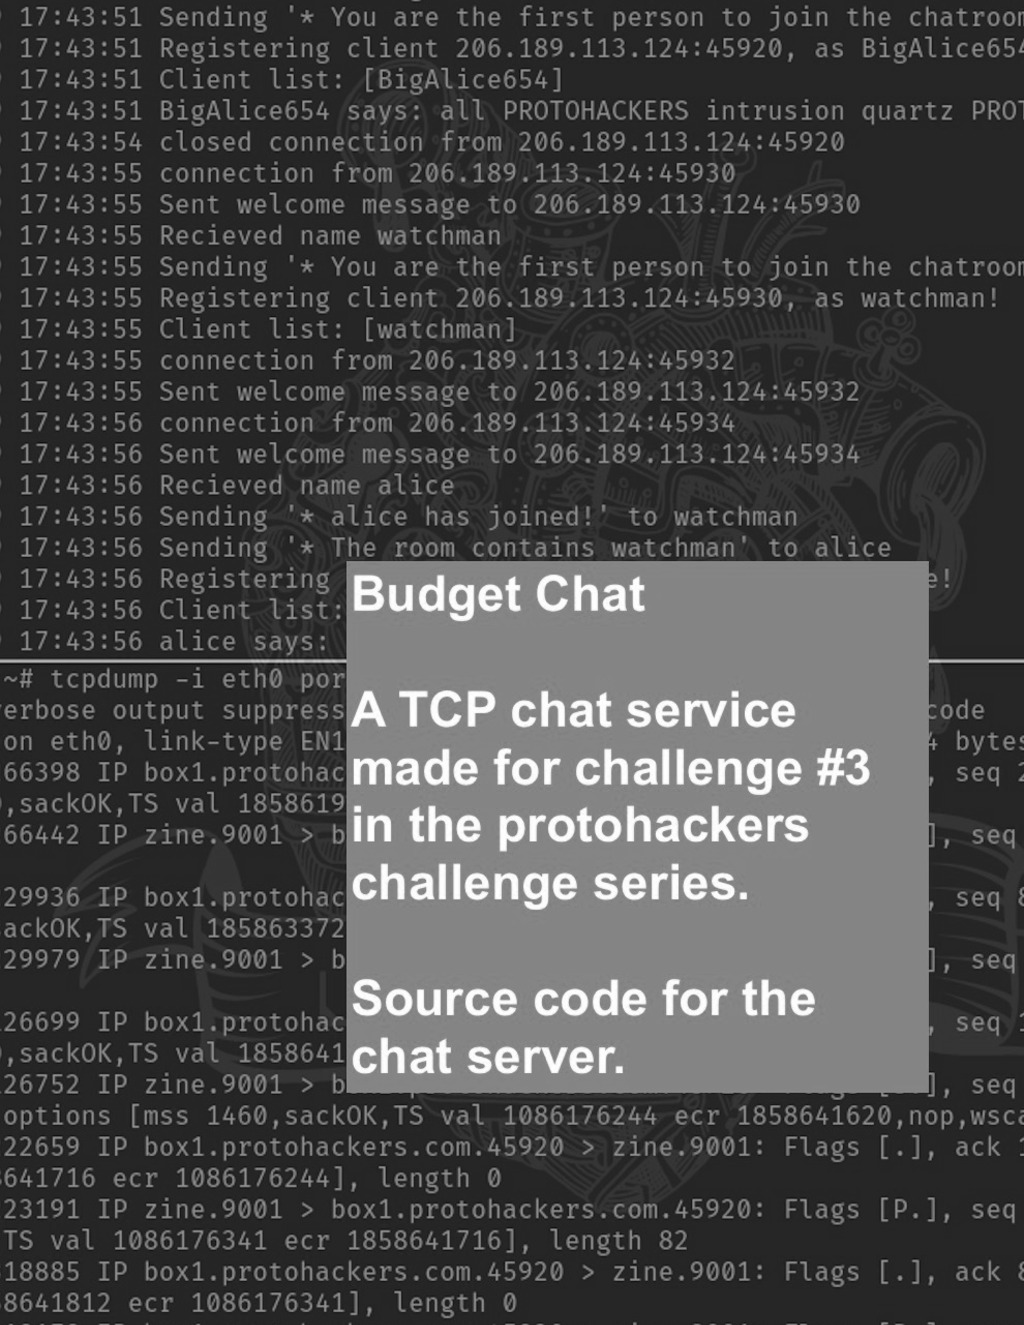 17:43:51 Sending '* You are the first person to join the chatroom
17:43:51 Registering client 206.189.113.124:45920, as BigAlice654
17:43:51 Client list: [BigAlice654]
17:43:51 BigAlice654 says: all PROTOHACKERS intrusion quartz PROT
17:43:54 closed connection from 206.189.113.124:45920
17:43:55 connection from 206.189.113.124:45930
17:43:55 Sent welcome message to 206.189.113.124:45930
17:43:55 Recieved name watchman
17:43:55 Sending '* You are the first person to join the chatroom
17:43:55 Registering client 206.189.113.124:45930, as watchman!
17:43:55 Client list: [watchman]
17:43:55 connection from 206.189.113.124:45932
17:43:55 Sent welcome message to 206.189.113.124:45932
17:43:56 connection from 206.189.113.124:45934
17:43:56 Sent welcome message to 206.189.113.124:45934
17:43:56 Recieved name alice
17:43:56 Sending '* alice has joined!' to watchman
17:43:56 Sending '* The room contains watchman' to alice
17:43:56 Registering e!
17:43:56 Client list:
17:43:56 alice says:
~# tcpdump -i eth0 por
erbose output suppress code
on eth0, link-type EN1 4 bytes
66398 IP box1.protohac , seq 2
,sackOK,TS val 1858619
66442 IP zine.9001 > b ], seq
29936 IP box1.protohac , seq 8
ackOK,TS val 185863372
29979 IP zine.9001 > b ], seq
26699 IP box1.protohac , seq 1
,sackOK,TS val 1858641
26752 IP zine.9001 > b ], seq
options [mss 1460,sackOK,TS val 1086176244 ecr 1858641620,nop,wsca
22659 IP box1.protohackers.com.45920 > zine.9001: Flags [.], ack 1
641716 ecr 1086176244], length 0
23191 IP zine.9001 > box1.protohackers.com.45920: Flags [P.], seq
TS val 1086176341 ecr 1858641716], length 82
18885 IP box1.protohackers.com.45920 > zine.9001: Flags [.], ack 8
8641812 ecr 1086176341], length 0
Budget Chat
A TCP chat service
made for challenge #3
in the protohackers
challenge series.
Source code for the
chat server.